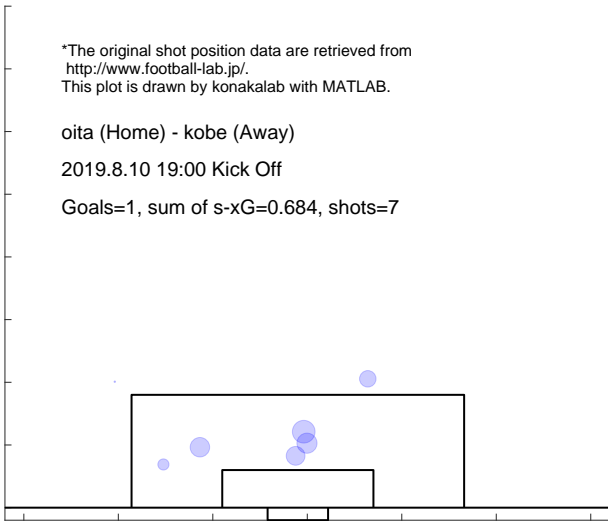 *The original shot position data are retrieved from
http://www.football-lab.jp/.
This plot is drawn by konakalab with MATLAB.
oita (Home) - kobe (Away)
2019.8.10 19:00 Kick Off
Goals=1, sum of s-xG=0.684, shots=7